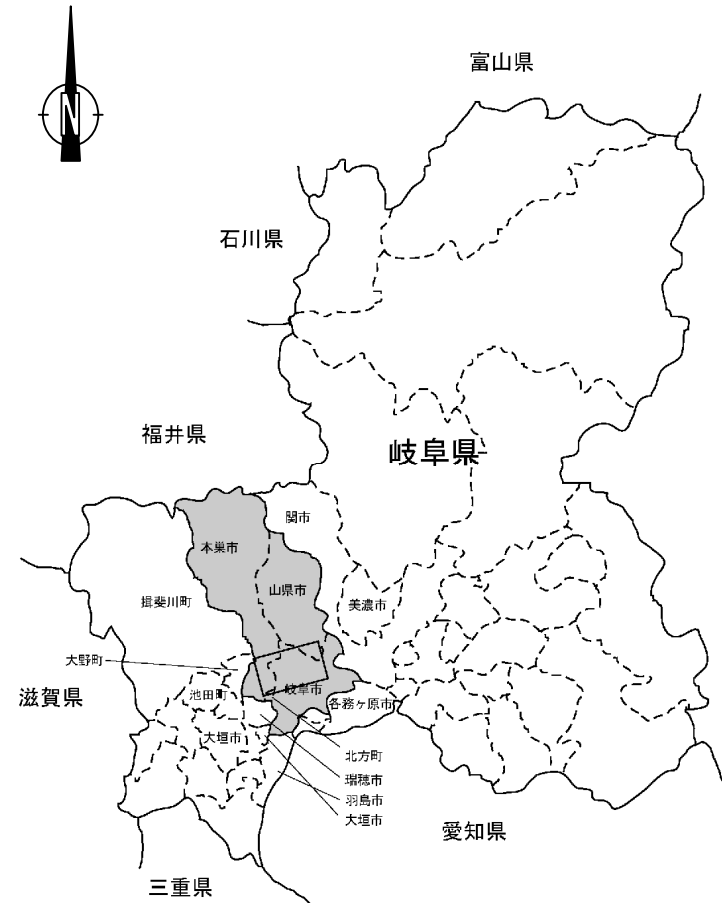 富山県
N
石川県
福井県
岐阜県
関市
本巣市
山県市
揖斐川町
美濃市
大野町
滋賀県
池田町
岐阜市
各務ヶ原市
大垣市
北方町
瑞穂市
羽島市
大垣市
愛知県
三重県